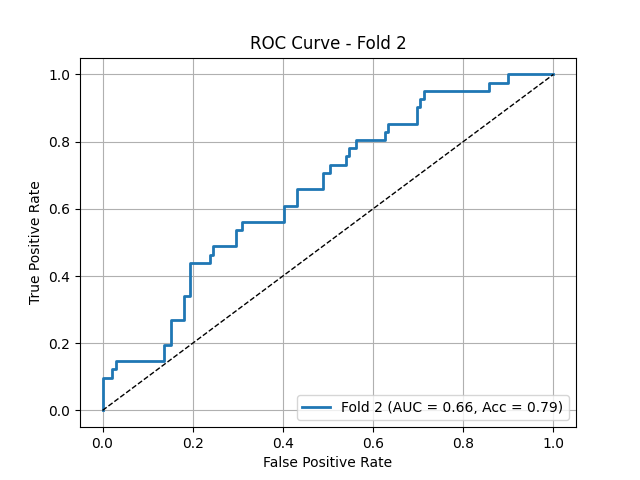 ROC Curve - Fold 2
True Positive Rate
1.0
0.8
0.6
0.4
0.2
0.0
Fold 2 (AUC = 0.66, Acc = 0.79)
0.0 0.2 0.4 0.6 0.8 1.0
False Positive Rate